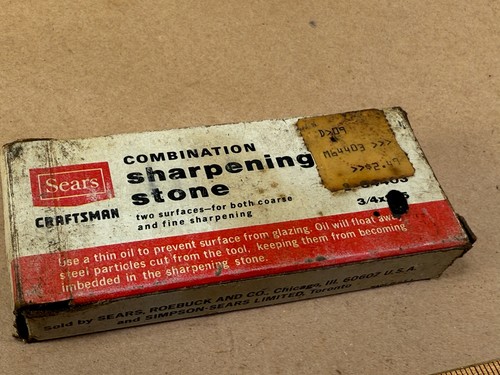 Sears
CRAFTSMAN
COMBINATION
sharpening
stone
two surfaces—for both coarse
and fine sharpening
M64403 >>>
3/4x
Use a thin oil to prevent surface from glazing. Oil will float away
steel particles cut from the tool, keeping them from becoming
imbedded in the sharpening stone.
Sold by SEARS, ROEBUCK AND CO., Chicago, Ill. 60607 U.S.A.
and SIMPSON-SEARS LIMITED, Toronto